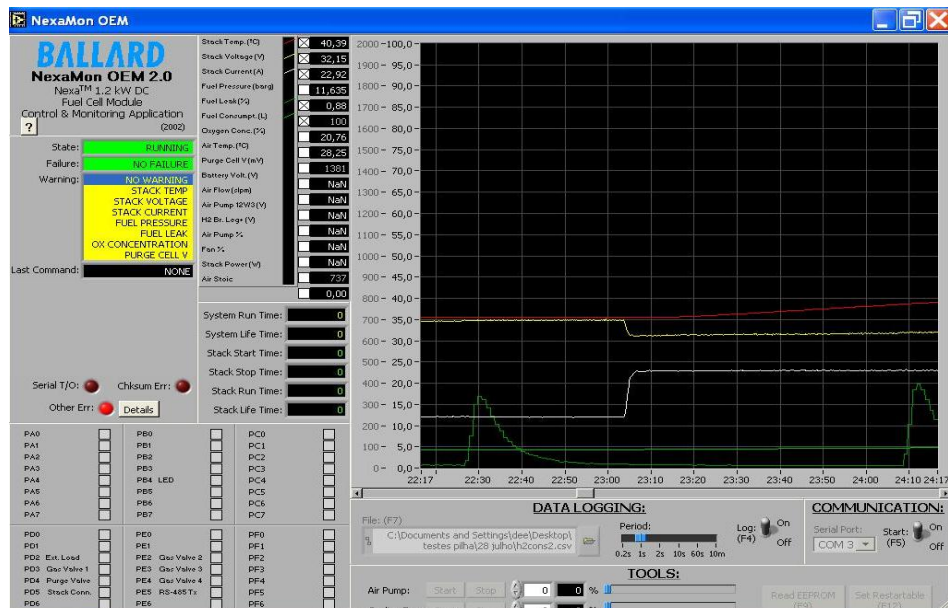 NexaMon OEM
BALLARD
NexaMon OEM 2.0
Nexa™ 1.2 kW DC
Fuel Cell Module
Control & Monitoring Application
?
(2002)
State: RUNNING
Failure: NO FAILURE
Warning: NO WARNING
STACK TEMP
STACK VOLTAGE
STACK CURRENT
FUEL PRESSURE
FUEL LEAK
OX CONCENTRATION
PURGE CELL V
Last Command: NONE
Serial T/O: Chksum Err:
Other Err: Details
Stack Temp.(ºC) 40,39
Stack Voltage(V) 32,15
Stack Current(A) 22,92
Fuel Pressure (barg) 11,635
Fuel Leak(%) 0,88
Fuel Consumpt.(L) 100
Oxygen Conc.(%) 20,76
Air Temp.(ºC) 28,25
Purge Cell V(mV) 1381
Battery Volt.(V) NaN
Air Flow(slpm) NaN
Air Pump 12W3(V) NaN
H2 Br. Leg+(V) NaN
Air Pump % NaN
Fan % NaN
Stack Power(W) 737
Air Stoic 0,00
System Run Time: 0
System Life Time: 0
Stack Start Time: 0
Stack Stop Time: 0
Stack Run Time: 0
Stack Life Time: 0
2000 100,0
1900 95,0
1800 90,0
1700 85,0
1600 80,0
1500 75,0
1400 70,0
1300 65,0
1200 60,0
1100 55,0
1000 50,0
900 45,0
800 40,0
700 35,0
600 30,0
500 25,0
400 20,0
300 15,0
200 10,0
100 5,0
0 0,0
22:17 22:30 22:40 22:50 23:00 23:10 23:20 23:30 23:40 23:50 24:00 24:10 24:17
PA0 PB0 PC0
PA1 PB1 PC1
PA2 PB2 PC2
PA3 PB3 PC3
PA4 PB4 LED PC4
PA5 PB5 PC5
PA6 PB6 PC6
PA7 PB7 PC7
PD0 PE0 PF0
PD1 PE1 PF1
PD2 Ext. Load PE2 Gas Valve 2 PF2
PD3 Gas Valve 1 PE3 Gas Valve 3 PF3
PD4 Purge Valve PE4 Gas Valve 4 PF4
PD5 Stack Conn. PE5 RS-485 Tx PF5
PD6 PE6 PF6
DATA LOGGING:
File: (F7)
C:\Documents and Settings\dee\Desktop\
testes pilha\28 julho\h2cons2.csv
Period:
0.2s 1s 2s 10s 60s 10m
Log: (F4) On Off
COMMUNICATION:
Serial Port:
COM 3
Start: (F5) On Off
TOOLS:
Air Pump: Start Stop 0 0 %
Read EEPROM (F9)
Set Restartable (F12)